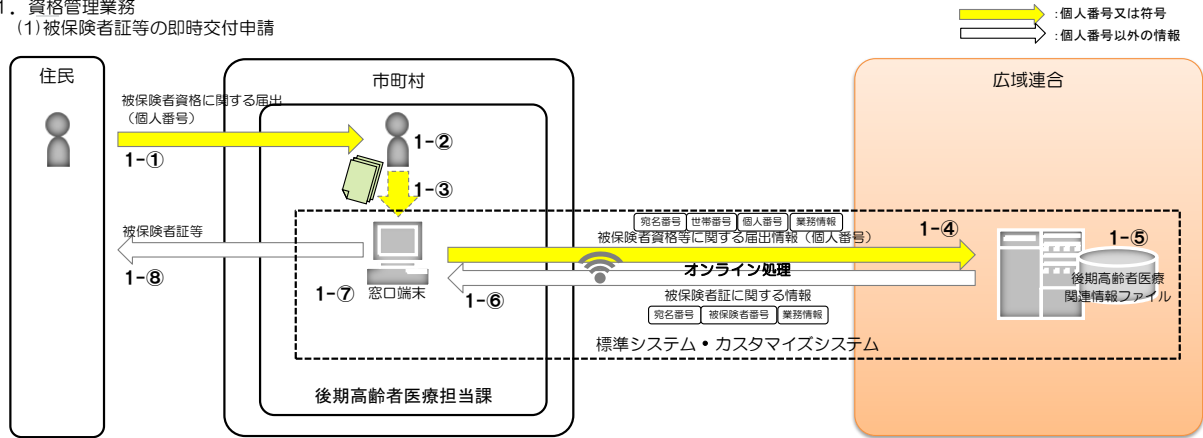 1．資格管理業務
(1)被保険者証等の即時交付申請
:個人番号又は符号
:個人番号以外の情報
住民
市町村
広域連合
被保険者資格に関する届出
（個人番号）
1-①
1-②
1-③
宛名番号 世帯番号 個人番号 業務情報
被保険者資格等に関する届出情報（個人番号）
1-④
1-⑤
被保険者証等
オンライン処理
後期高齢者医療
関連情報ファイル
1-⑧
1-⑦
窓口端末
1-⑥
被保険者証に関する情報
宛名番号 被保険者番号 業務情報
標準システム・カスタマイズシステム
後期高齢者医療担当課